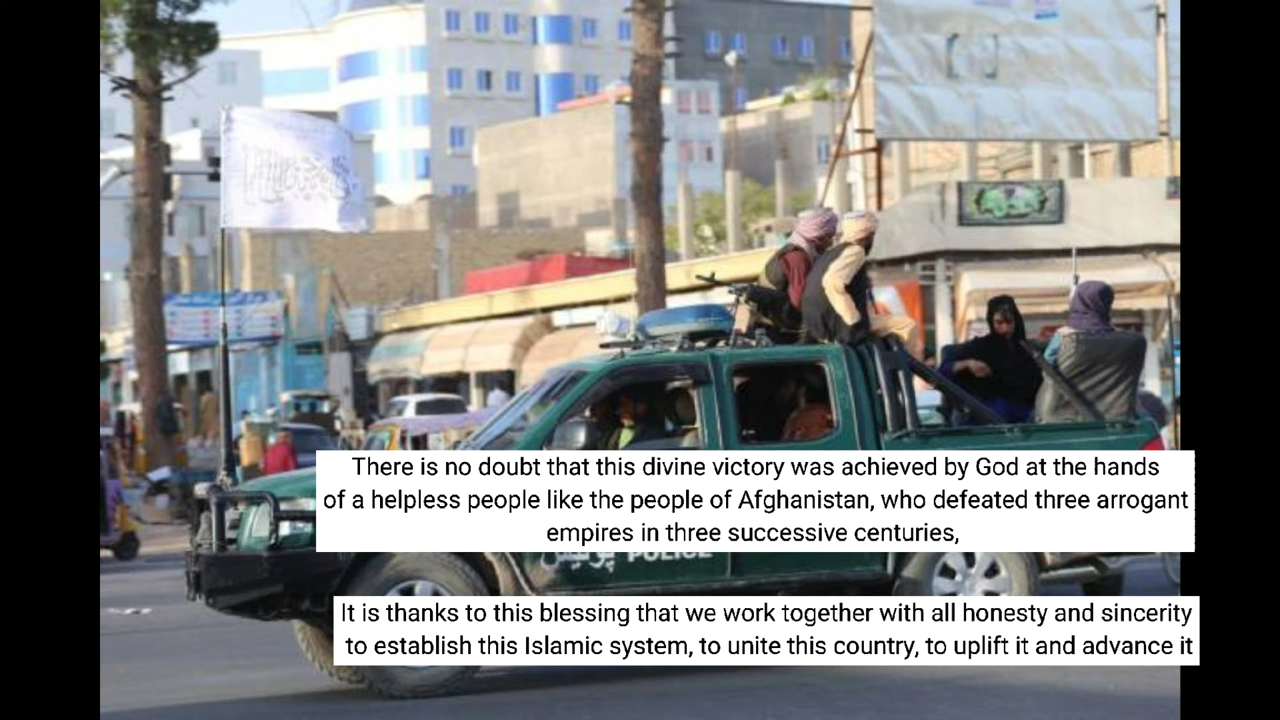 There is no doubt that this divine victory was achieved by God at the hands
of a helpless people like the people of Afghanistan, who defeated three arrogant
empires in three successive centuries,
پولیس POLICE
It is thanks to this blessing that we work together with all honesty and sincerity
to establish this Islamic system, to unite this country, to uplift it and advance it